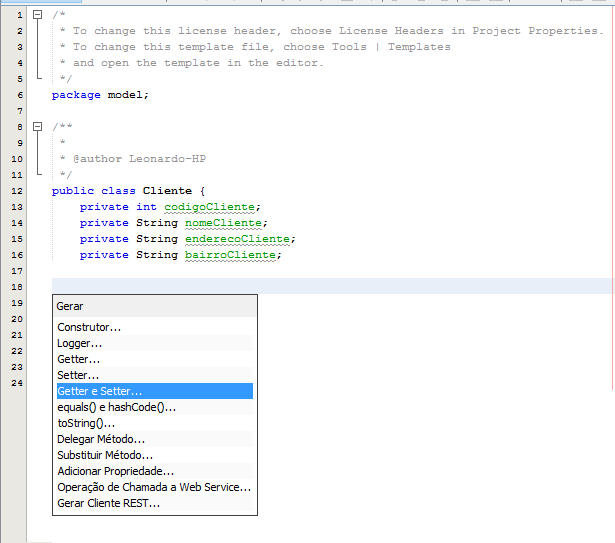 1 /*
2 * To change this license header, choose License Headers in Project Properties.
3 * To change this template file, choose Tools | Templates
4 * and open the template in the editor.
5 */
6 package model;
7
8 /**
9 *
10 * @author Leonardo-HP
11 */
12 public class Cliente {
13 private int codigoCliente;
14 private String nomeCliente;
15 private String enderecoCliente;
16 private String bairroCliente;
17
18
19
20
21
22
23
24
Gerar
Construtor...
Logger...
Getter...
Setter...
Getter e Setter...
equals() e hashCode()...
toString()...
Delegar Método...
Substituir Método...
Adicionar Propriedade...
Operação de Chamada a Web Service...
Gerar Cliente REST...